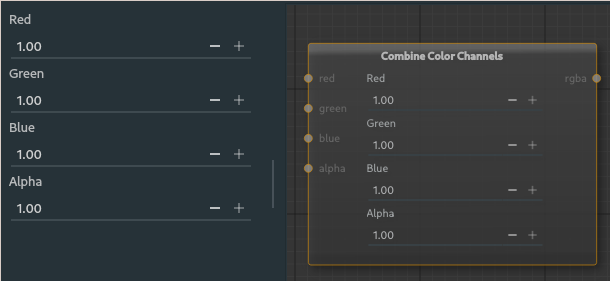 Red
1.00
Green
1.00
Blue
1.00
Alpha
1.00
Combine Color Channels
red
Red
rgba
1.00
green
Green
1.00
blue
Blue
1.00
alpha
Alpha
1.00